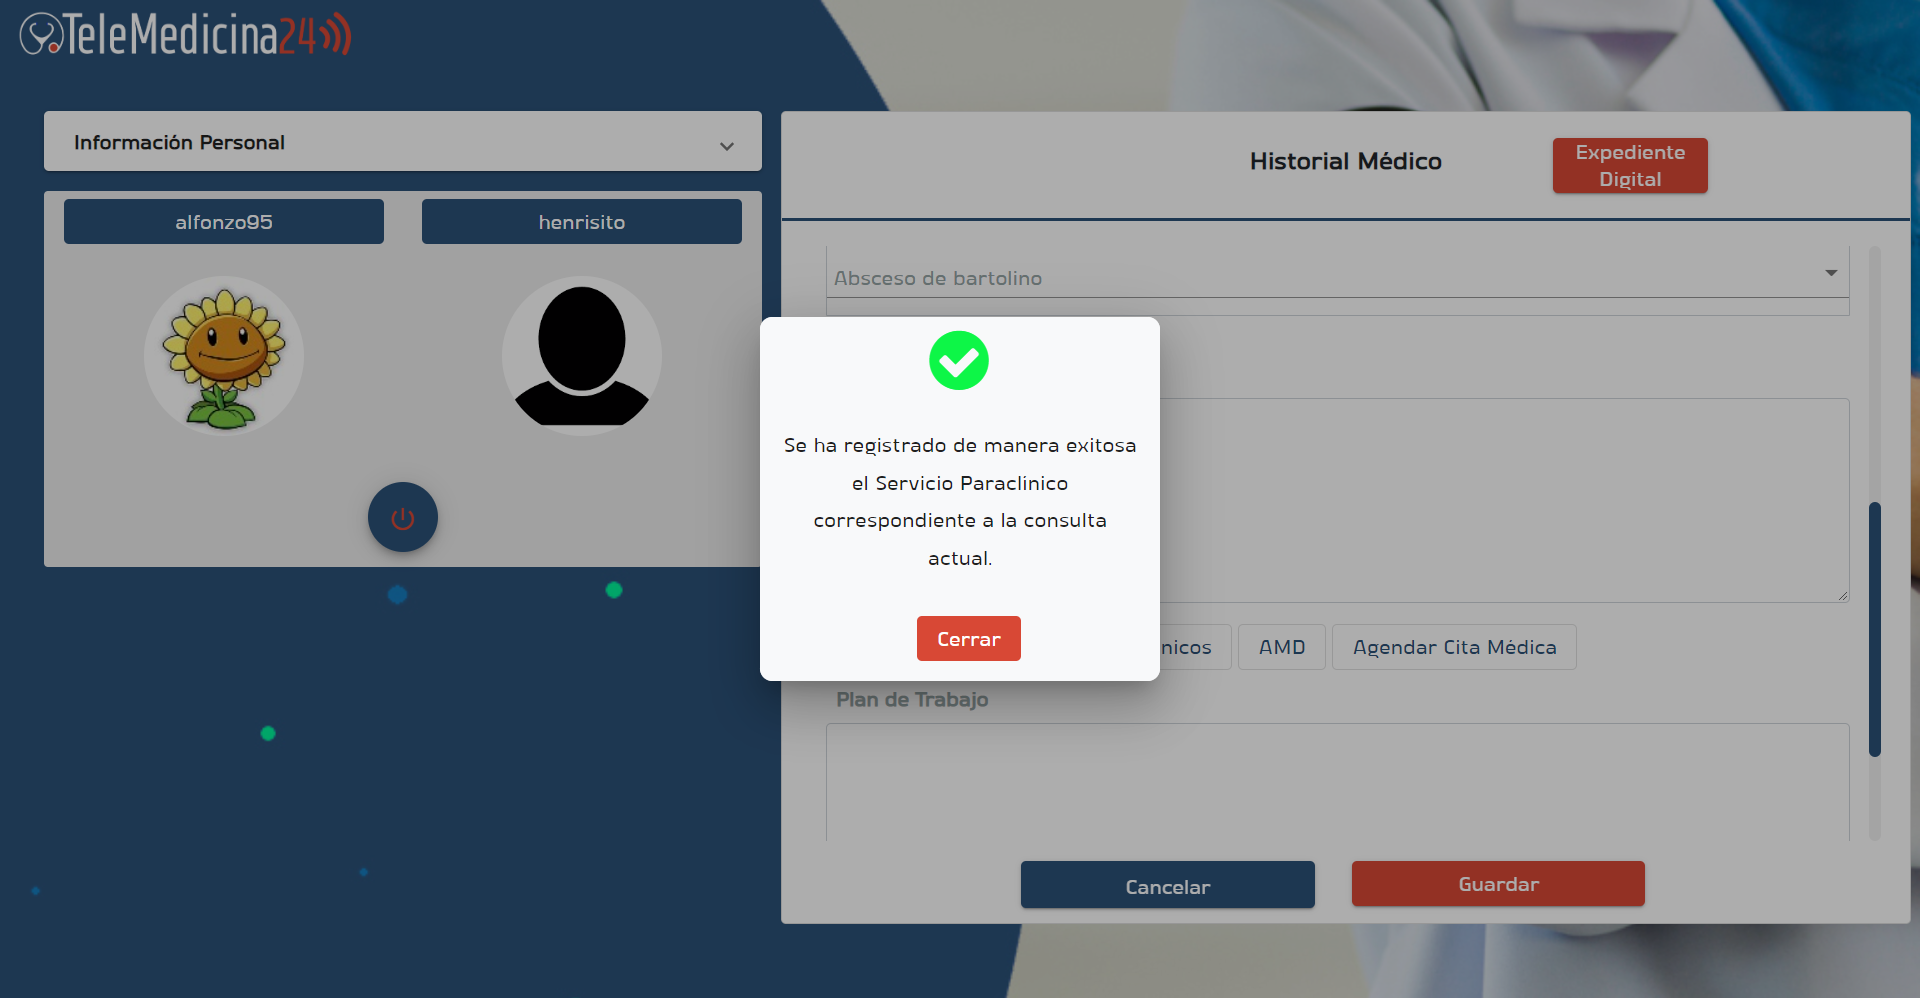 TeleMedicina24
Información Personal
alfonzo95
henrisito
Historial Médico
Expediente
Digital
Absceso de bartolino
Se ha registrado de manera exitosa
el Servicio Paraclinico
correspondiente a la consulta
actual.
Cerrar
nicos
AMD
Agendar Cita Médica
Plan de Trabajo
Cancelar
Guardar